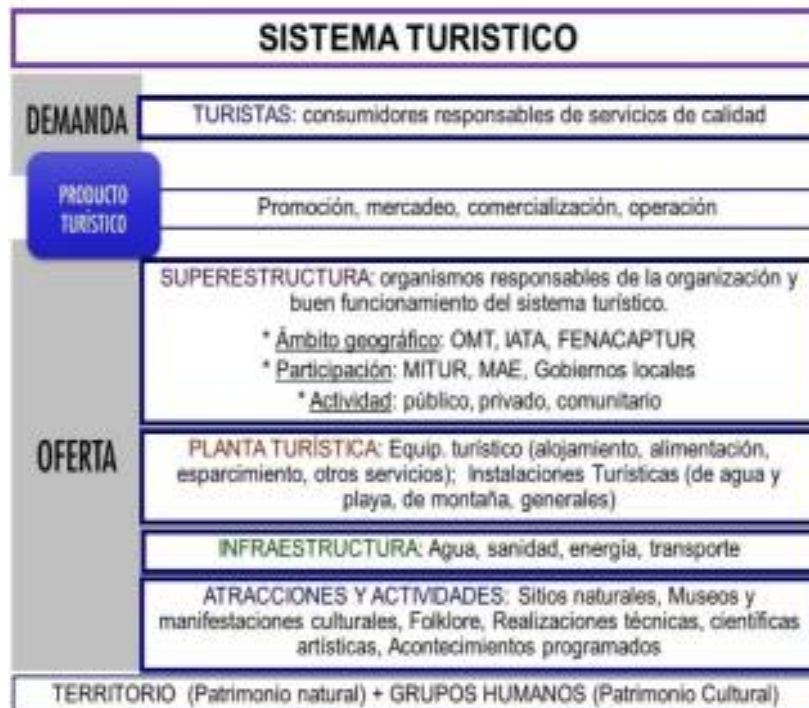 SISTEMA TURISTICO
DEMANDA
TURISTAS: consumidores responsables de servicios de calidad
PRODUCTO
TURÍSTICO
Promoción, mercadeo, comercialización, operación
OFERTA
SUPERESTRUCTURA: organismos responsables de la organización y
buen funcionamiento del sistema turístico.
* Ámbito geográfico: OMT, IATA, FENACAPTUR
* Participación: MITUR, MAE, Gobiernos locales
* Actividad: público, privado, comunitario
PLANTA TURÍSTICA: Equip. turístico (alojamiento, alimentación,
esparcimiento, otros servicios); Instalaciones Turísticas (de agua y
playa, de montaña, generales)
INFRAESTRUCTURA: Agua, sanidad, energía, transporte
ATRACCIONES Y ACTIVIDADES: Sitios naturales, Museos y
manifestaciones culturales, Folklore, Realizaciones técnicas, científicas
artísticas, Acontecimientos programados
TERRITORIO (Patrimonio natural) + GRUPOS HUMANOS (Patrimonio Cultural)